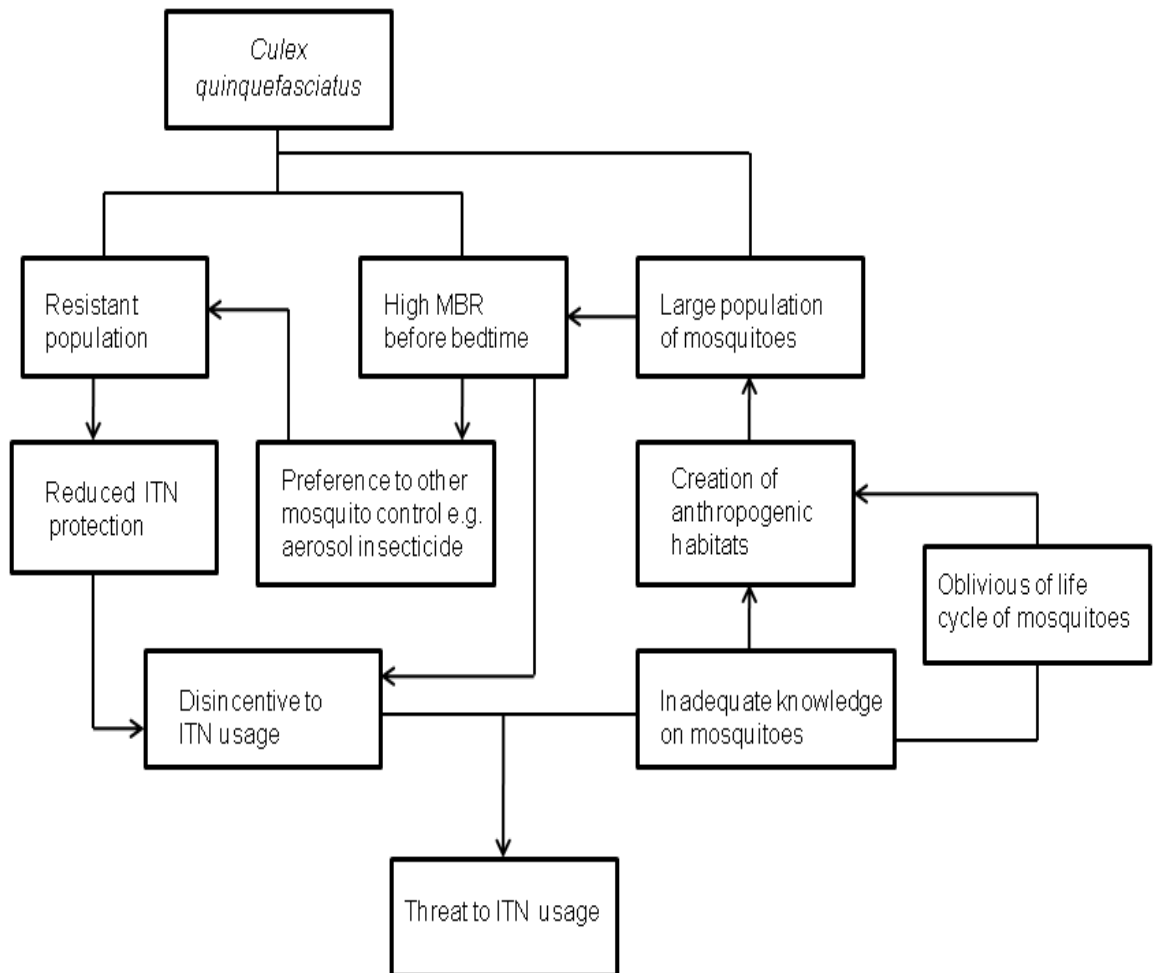 Culex
quinquefasciatus
Resistant
population
High MBR
before bedtime
Large population
of mosquitoes
Reduced ITN
protection
Preference to other
mosquito control e.g.
aerosol insecticide
Creation of
anthropogenic
habitats
Oblivious of life
cycle of mosquitoes
Disincentive to
ITN usage
Inadequate knowledge
on mosquitoes
Threat to ITN usage